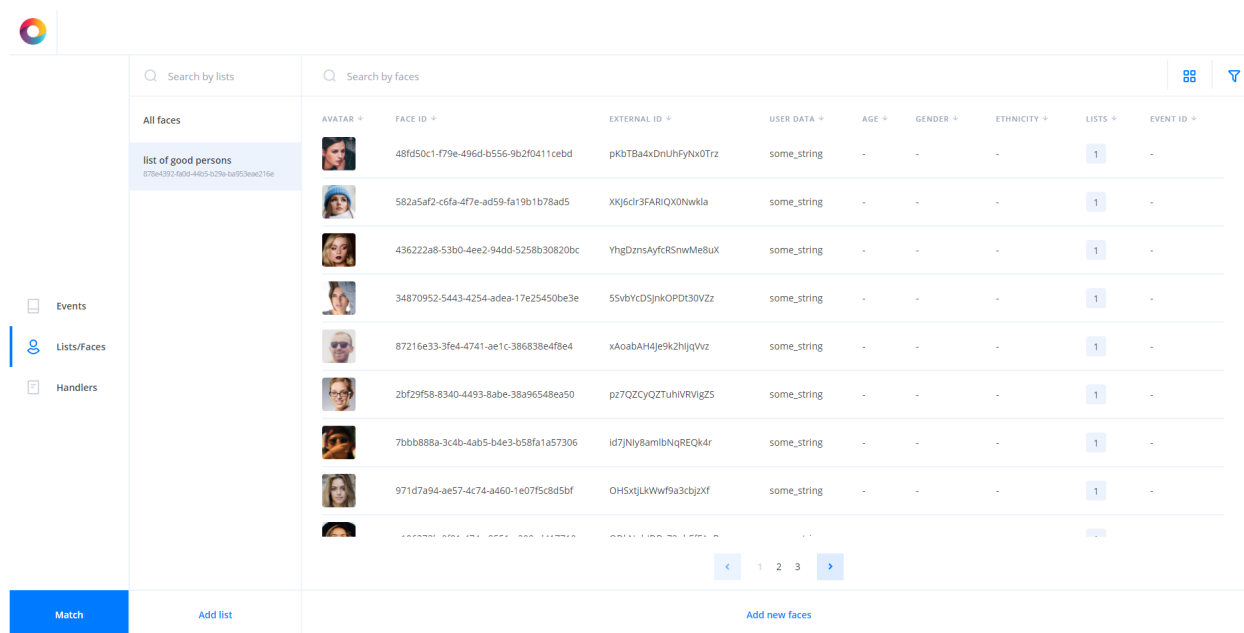 Search by lists
Search by faces
All faces
list of good persons
878e4392-fa0d-44b5-b29a-ba953eae216e
AVATAR FACE ID EXTERNAL ID USER DATA AGE GENDER ETHNICITY LISTS EVENT ID
48fd50c1-f79e-496d-b556-9b2f0411cebd pKbTBa4xDnUhFyNx0Trz some_string - - - 1 -
582a5af2-c6fa-4f7e-ad59-fa19b1b78ad5 XKJ6clr3FARIQX0Nwkla some_string - - - 1 -
436222a8-53b0-4ee2-94dd-5258b30820bc YhgDznsAyfcRSnwMe8uX some_string - - - 1 -
34870952-5443-4254-adea-17e25450be3e 5SvbYcDSJnkOPDt30VZz some_string - - - 1 -
87216e33-3fe4-4741-ae1c-386838e4f8e4 xAoabAH4Je9k2hIjqVvz some_string - - - 1 -
2bf29f58-8340-4493-8abe-38a96548ea50 pz7QZCyQZTuhiVRVigZS some_string - - - 1 -
7bbb888a-3c4b-4ab5-b4e3-b58fa1a57306 id7jNIy8amlbNqREQk4r some_string - - - 1 -
971d7a94-ae57-4c74-a460-1e07f5c8d5bf OHSxtjLkWwf9a3cbjzXf some_string - - - 1 -
Events
Lists/Faces
Handlers
1 2 3
Match
Add list
Add new faces